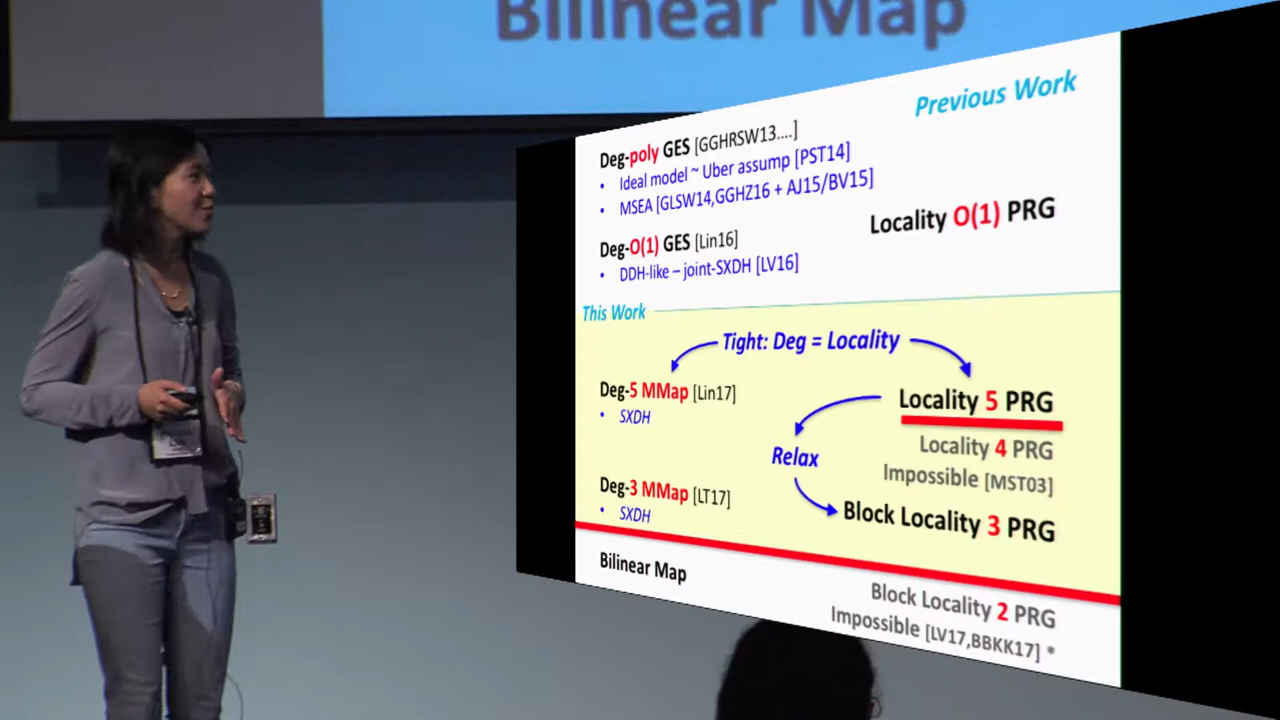 Bilinear Map
Previous Work
Deg-poly GES [GGHRSW13....]
• Ideal model ~ Uber assump [PST14]
• MSEA [GLSW14,GGHZ16 + AJ15/BV15]
Locality O(1) PRG
Deg-O(1) GES [Lin16]
• DDH-like – joint-SXDH [LV16]
This Work
Tight: Deg = Locality
Deg-5 MMap [Lin17]
• SXDH
Locality 5 PRG
Locality 4 PRG
Impossible [MST03]
Relax
Deg-3 MMap [LT17]
• SXDH
Block Locality 3 PRG
Bilinear Map
Block Locality 2 PRG
Impossible [LV17,BBKK17] *